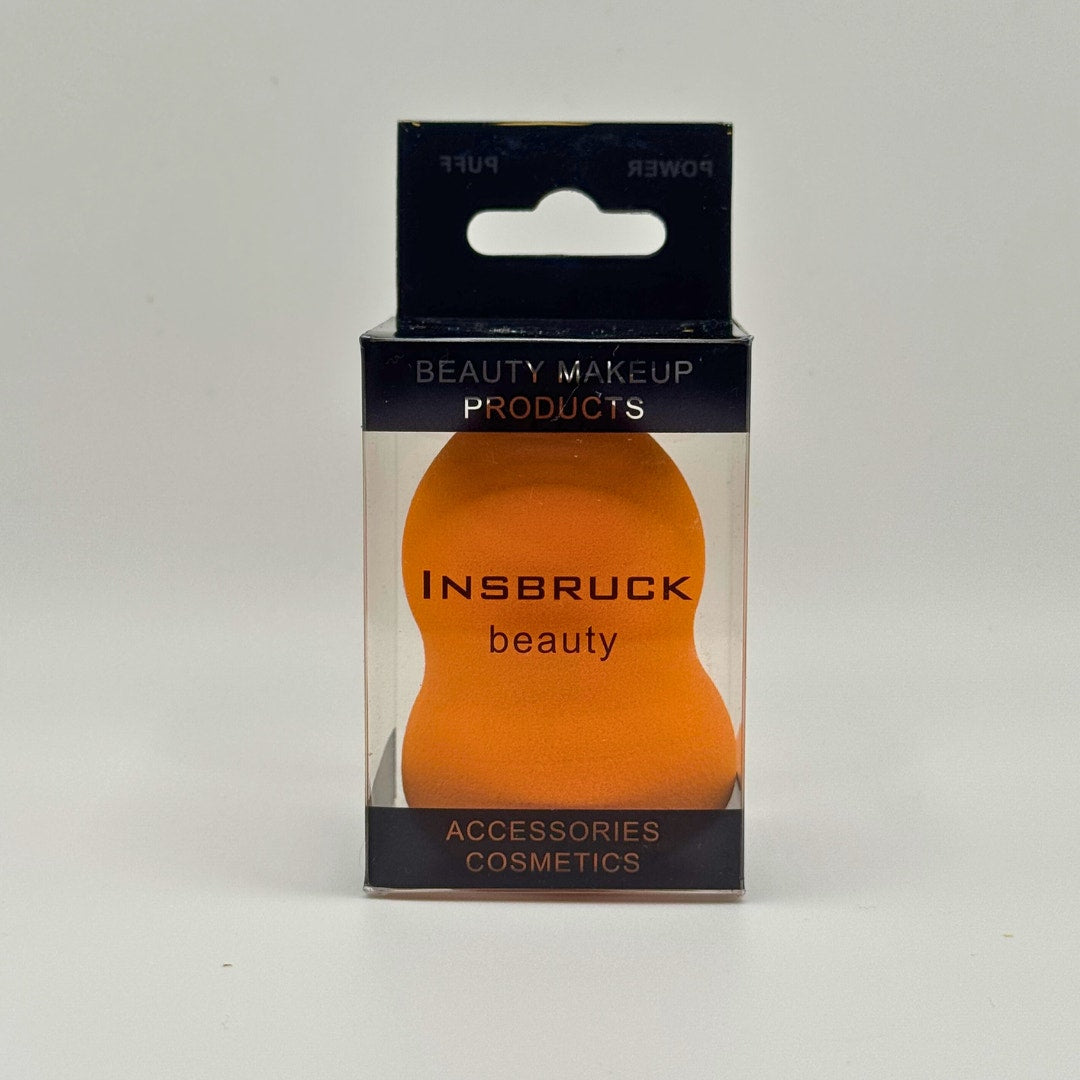 PUFF POWER
BEAUTY MAKEUP
PRODUCTS
INSBRUCK
beauty
ACCESSORIES
COSMETICS